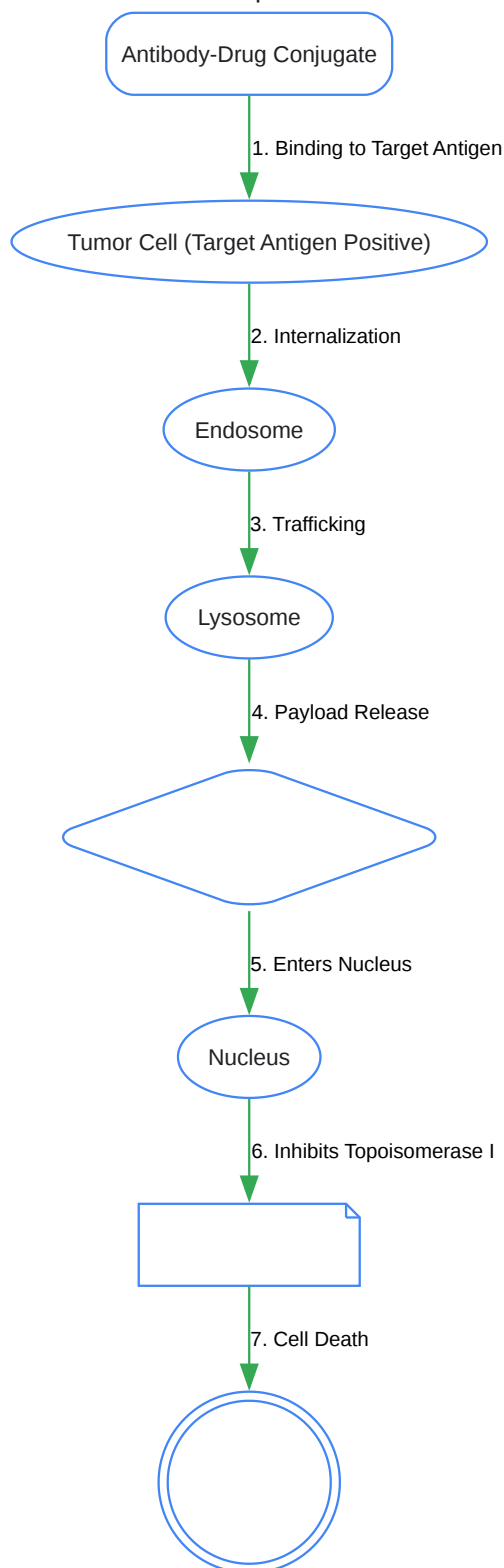 Antibody-Drug Conjugate
1. Binding to Target Antigen
Tumor Cell (Target Antigen Positive)
2. Internalization
Endosome
3. Trafficking
Lysosome
4. Payload Release
5. Enters Nucleus
Nucleus
6. Inhibits Topoisomerase I
7. Cell Death